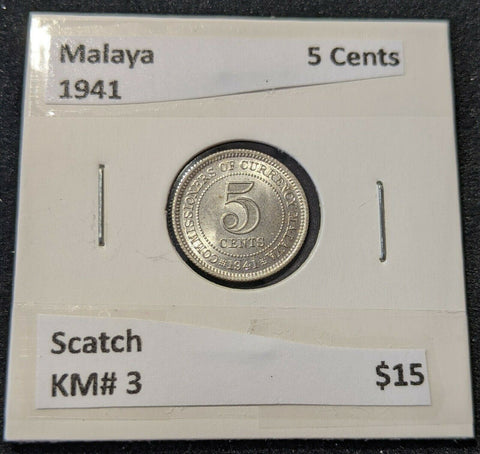 Malaya 5 Cents
1941
COMMISSIONERS OF CURRENCY MALAYA
5
CENTS
1941
Scatch
KM# 3 $15